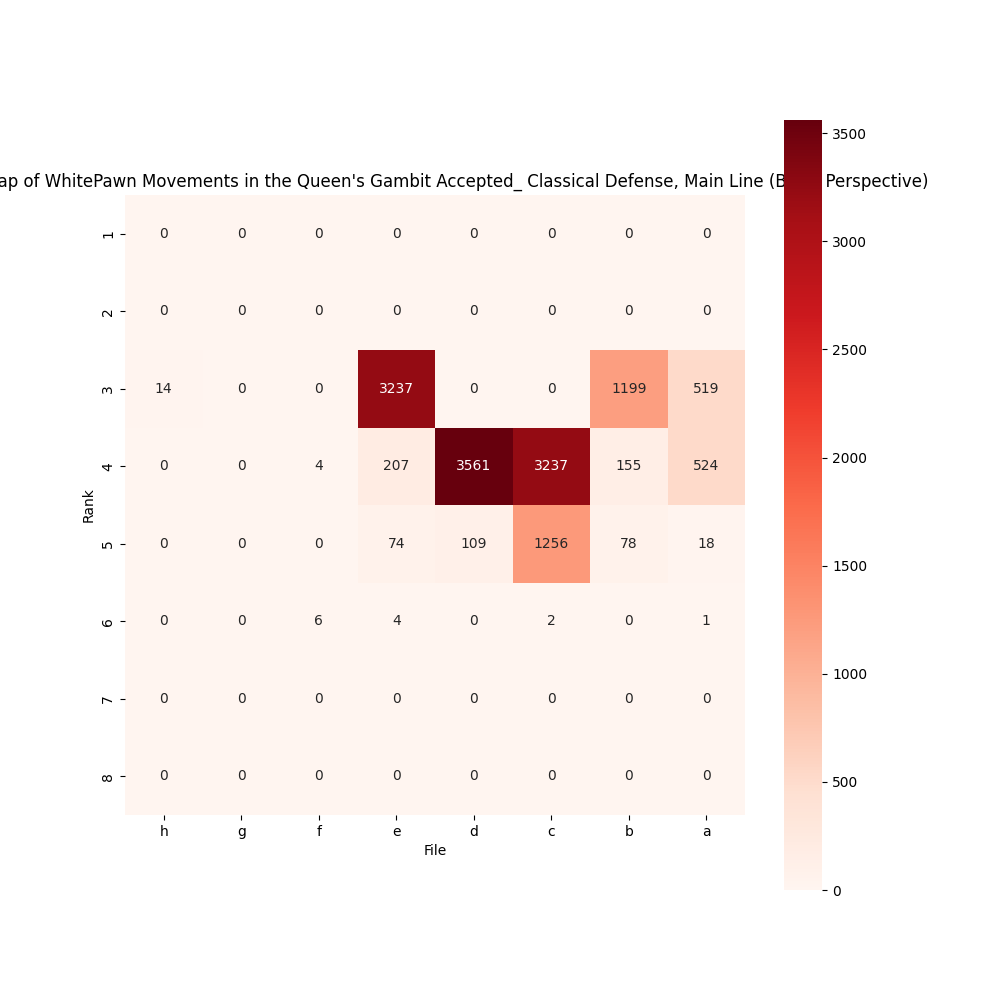 ap of WhitePawn Movements in the Queen's Gambit Accepted_ Classical Defense, Main Line (B Perspective)
3500
3000
2500
2000
1500
1000
500
0
1 0 0 0 0 0 0 0 0
2 0 0 0 0 0 0 0 0
3 14 0 0 3237 0 0 1199 519
4 0 0 4 207 3561 3237 155 524
Rank
5 0 0 0 74 109 1256 78 18
6 0 0 6 4 0 2 0 1
7 0 0 0 0 0 0 0 0
8 0 0 0 0 0 0 0 0
h g f e d c b a
File